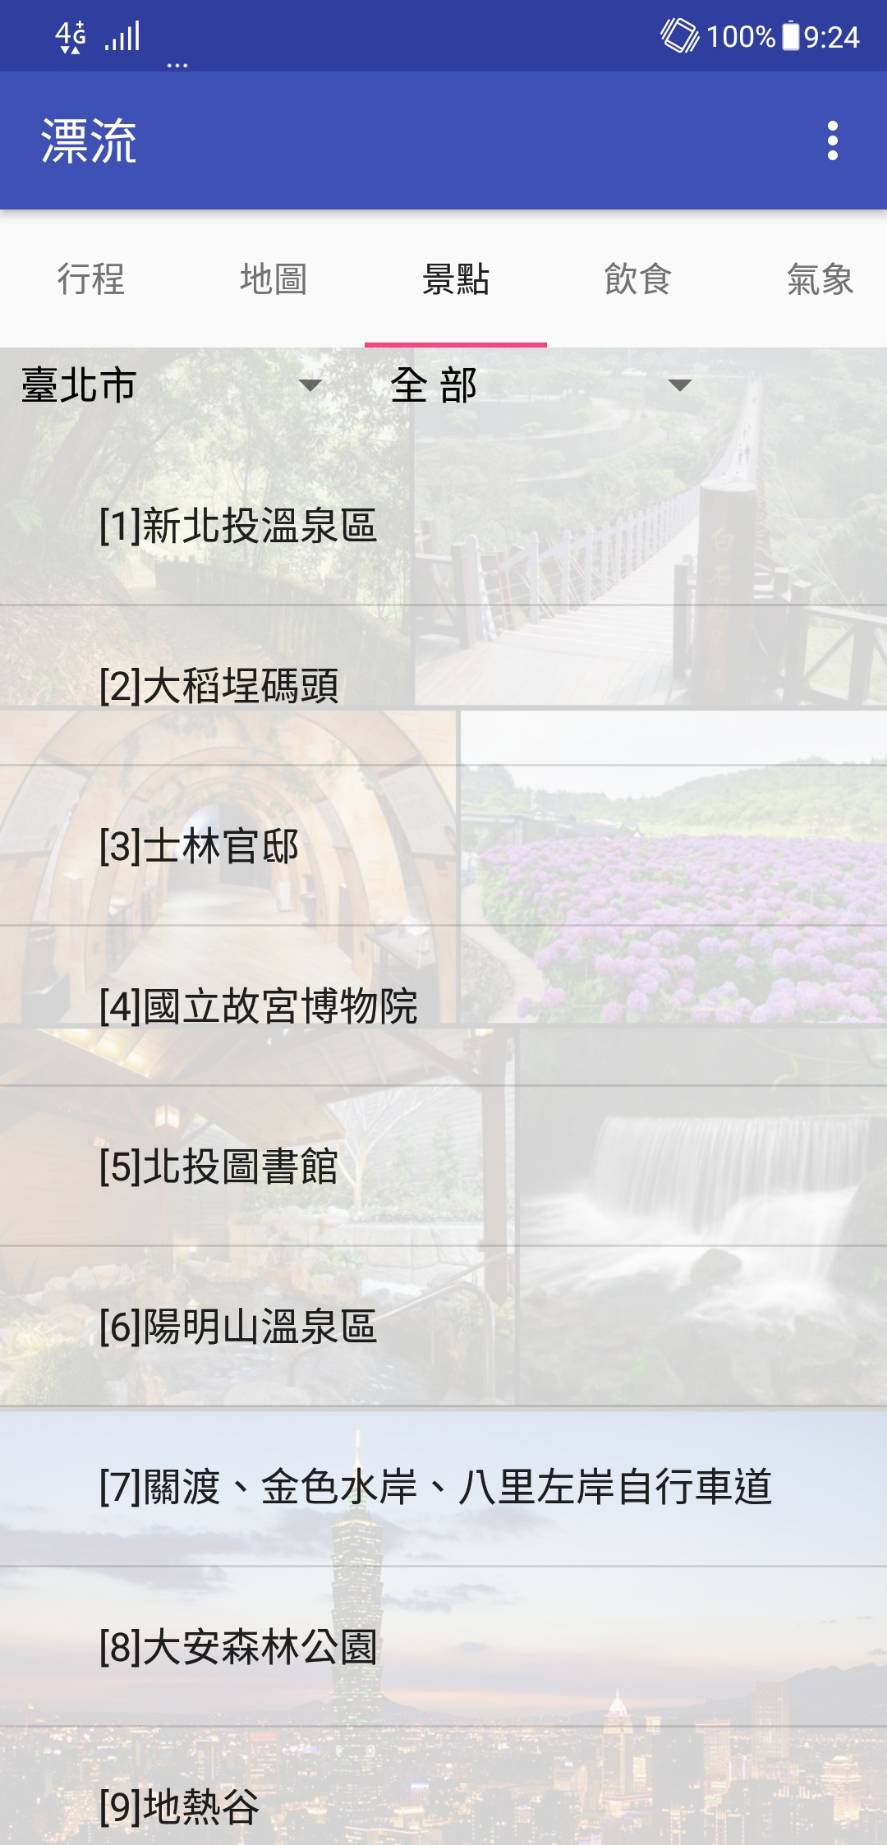 4G+ 100% 9:24
漂流
行程 地圖 景點 飲食 氣象
臺北市 全 部
[1]新北投溫泉區
[2]大稻埕碼頭
[3]士林官邸
[4]國立故宮博物院
[5]北投圖書館
[6]陽明山溫泉區
[7]關渡、金色水岸、八里左岸自行車道
[8]大安森林公園
[9]地熱谷